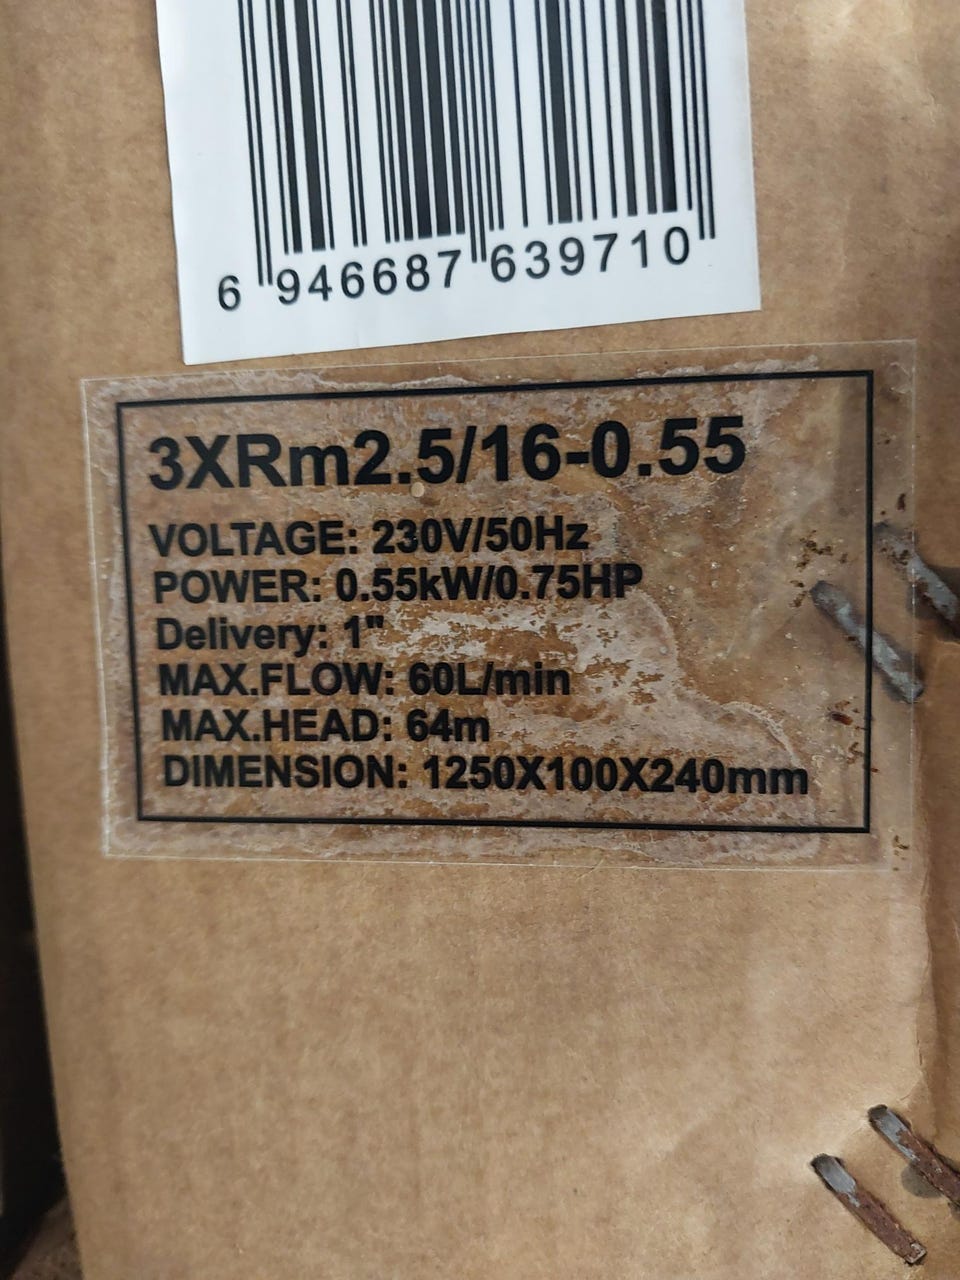 6 946687 639710
3XRm2.5/16-0.55
VOLTAGE: 230V/50Hz
POWER: 0.55kW/0.75HP
Delivery: 1"
MAX.FLOW: 60L/min
MAX.HEAD: 64m
DIMENSION: 1250X100X240mm